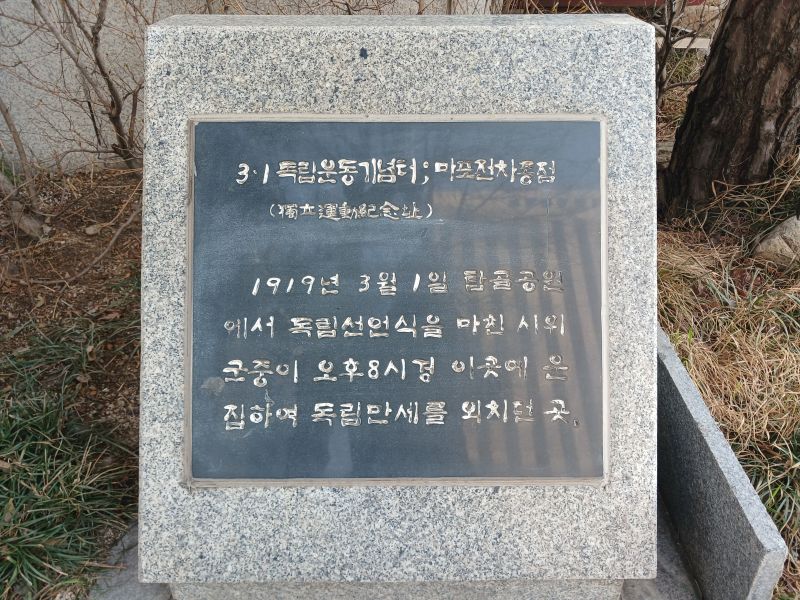 3·1독립운동기념터; 마포전차종점
(獨立運動紀念址)
1919년 3월 1일 탑골공원
에서 독립선언식을 마친 시위
군중이 오후8시경 이곳에 운
집하여 독립만세를 외치던 곳.